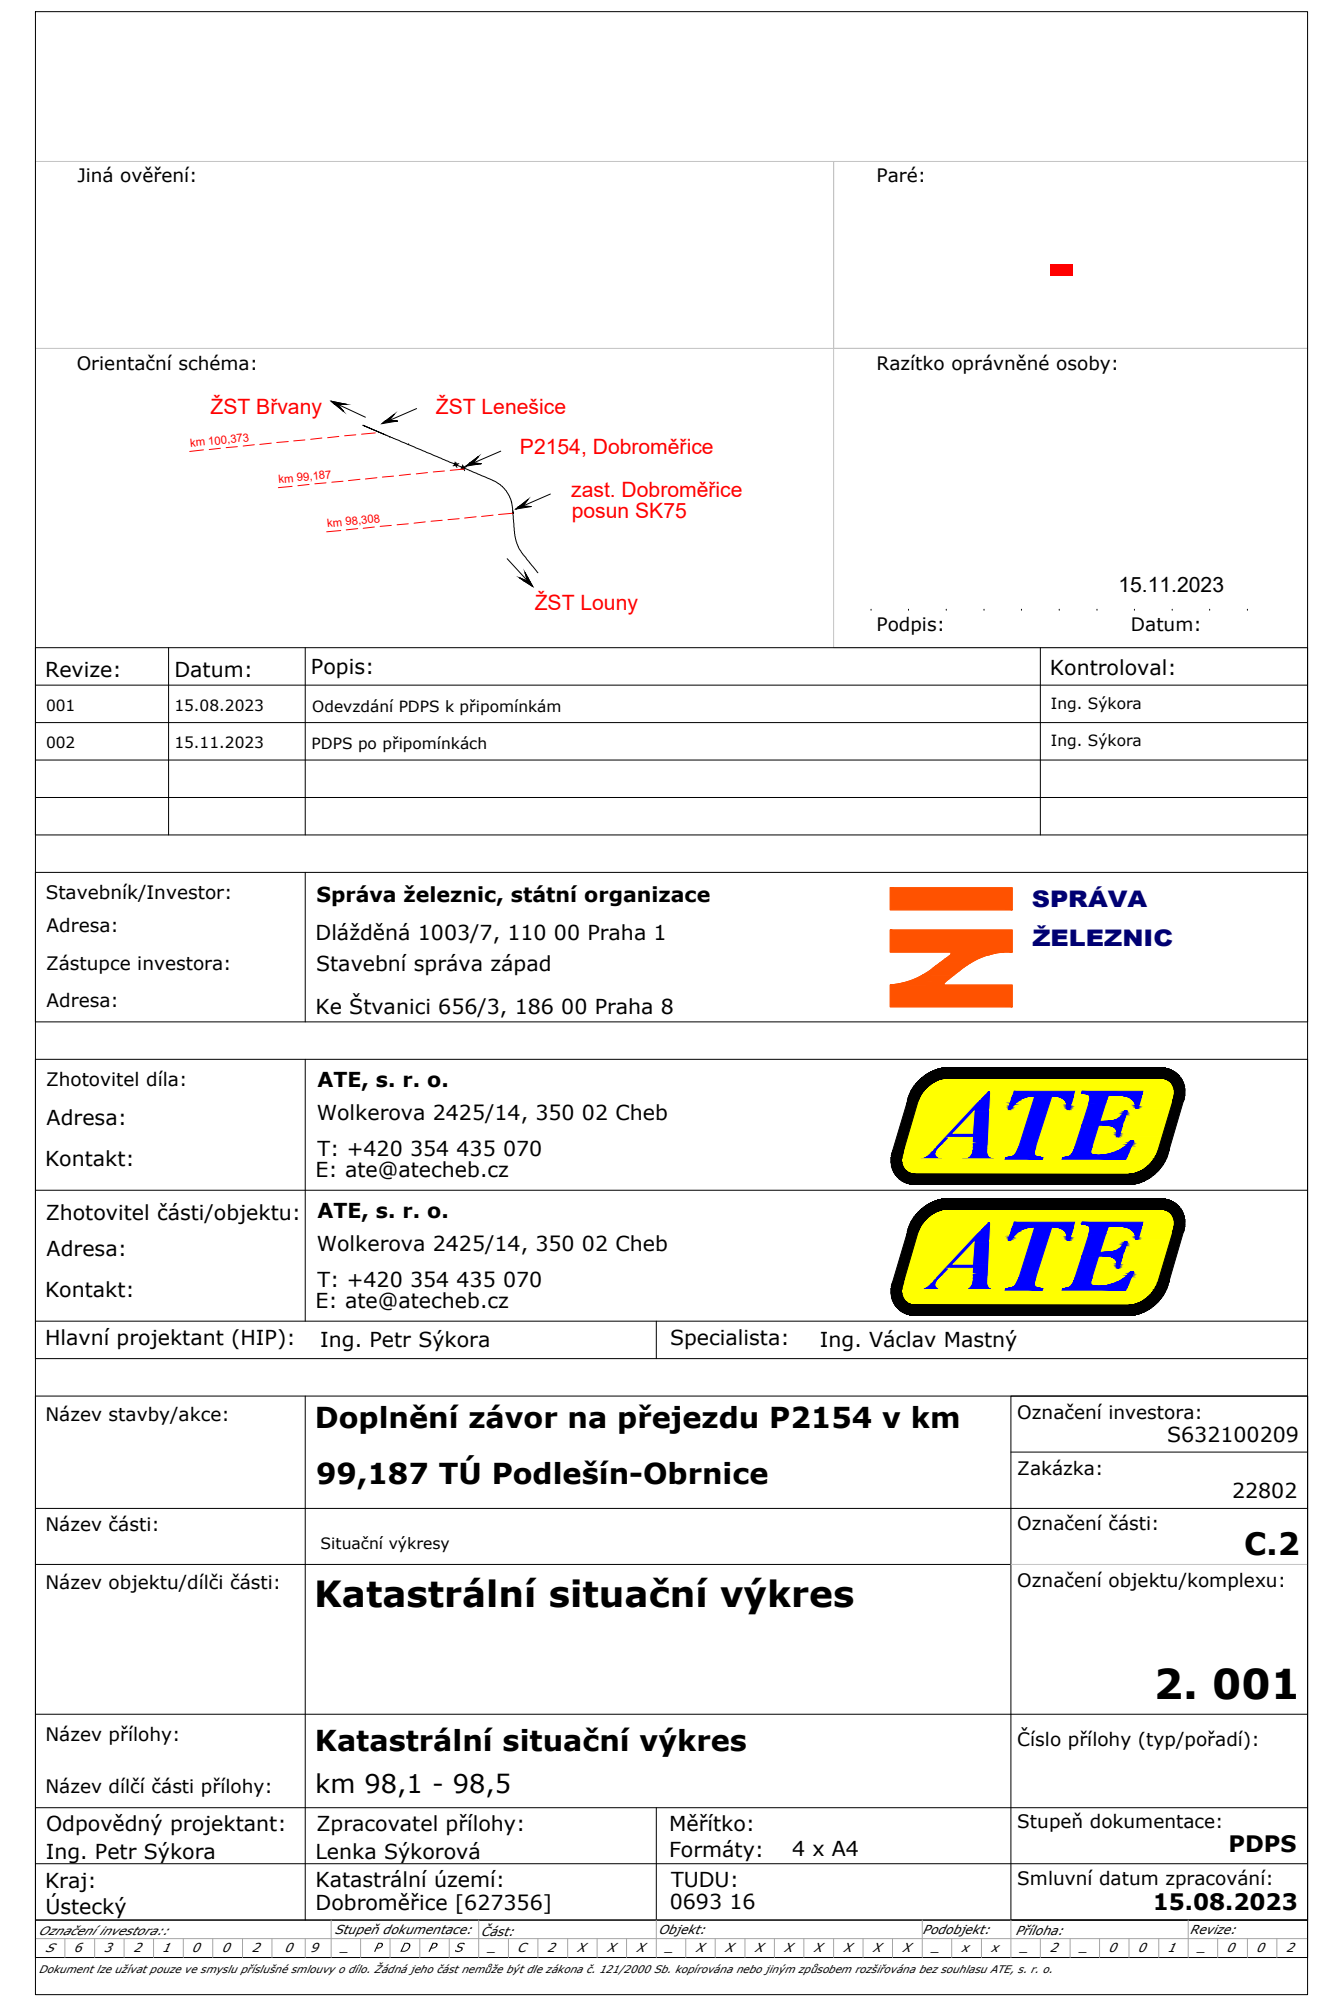 Jiná ověření:
Paré:
Orientační schéma:
Razítko oprávněné osoby:
ŽST Břvany
ŽST Lenešice
km 100,373
P2154, Dobroměřice
km 99,187
zast. Dobroměřice
posun SK75
km 98,308
ŽST Louny
15.11.2023
Podpis:
Datum:
Revize: Datum: Popis: Kontroloval:
001 15.08.2023 Odevzdání PDPS k připomínkám Ing. Sýkora
002 15.11.2023 PDPS po připomínkách Ing. Sýkora
Stavebník/Investor: Správa železnic, státní organizace
Adresa: Dlážděná 1003/7, 110 00 Praha 1
Zástupce investora: Stavební správa západ
Adresa: Ke Štvanici 656/3, 186 00 Praha 8
SPRÁVA
ŽELEZNIC
Zhotovitel díla: ATE, s. r. o.
Adresa: Wolkerova 2425/14, 350 02 Cheb
Kontakt: T: +420 354 435 070
E: ate@atecheb.cz
ATE
Zhotovitel části/objektu: ATE, s. r. o.
Adresa: Wolkerova 2425/14, 350 02 Cheb
Kontakt: T: +420 354 435 070
E: ate@atecheb.cz
ATE
Hlavní projektant (HIP): Ing. Petr Sýkora Specialista: Ing. Václav Mastný
Název stavby/akce: Doplnění závor na přejezdu P2154 v km
99,187 TÚ Podlešín-Obrnice
Označení investora:
S632100209
Zakázka:
22802
Název části: Situační výkresy
Označení části:
C.2
Název objektu/dílči části: Katastrální situační výkres
Označení objektu/komplexu:
2. 001
Název přílohy: Katastrální situační výkres
Číslo přílohy (typ/pořadí):
Název dílčí části přílohy: km 98,1 - 98,5
Odpovědný projektant: Zpracovatel přílohy: Měřítko: Stupeň dokumentace:
Ing. Petr Sýkora Lenka Sýkorová Formáty: 4 x A4 PDPS
Kraj: Katastrální území: TUDU: Smluvní datum zpracování:
Ústecký Dobroměřice [627356] 0693 16 15.08.2023
Označení investora:: Stupeň dokumentace: Část: Objekt: Podobjekt: Příloha: Revize:
S 6 3 2 1 0 0 2 0 9 _ P D P S _ C 2 X X X _ X X X X X X X X _ x x _ 2 _ 0 0 1 _ 0 0 2
Dokument lze užívat pouze ve smyslu příslušné smlouvy o dílo. Žádná jeho část nemůže být dle zákona č. 121/2000 Sb. kopírována nebo jiným způsobem rozšiřována bez souhlasu ATE, s. r. o.